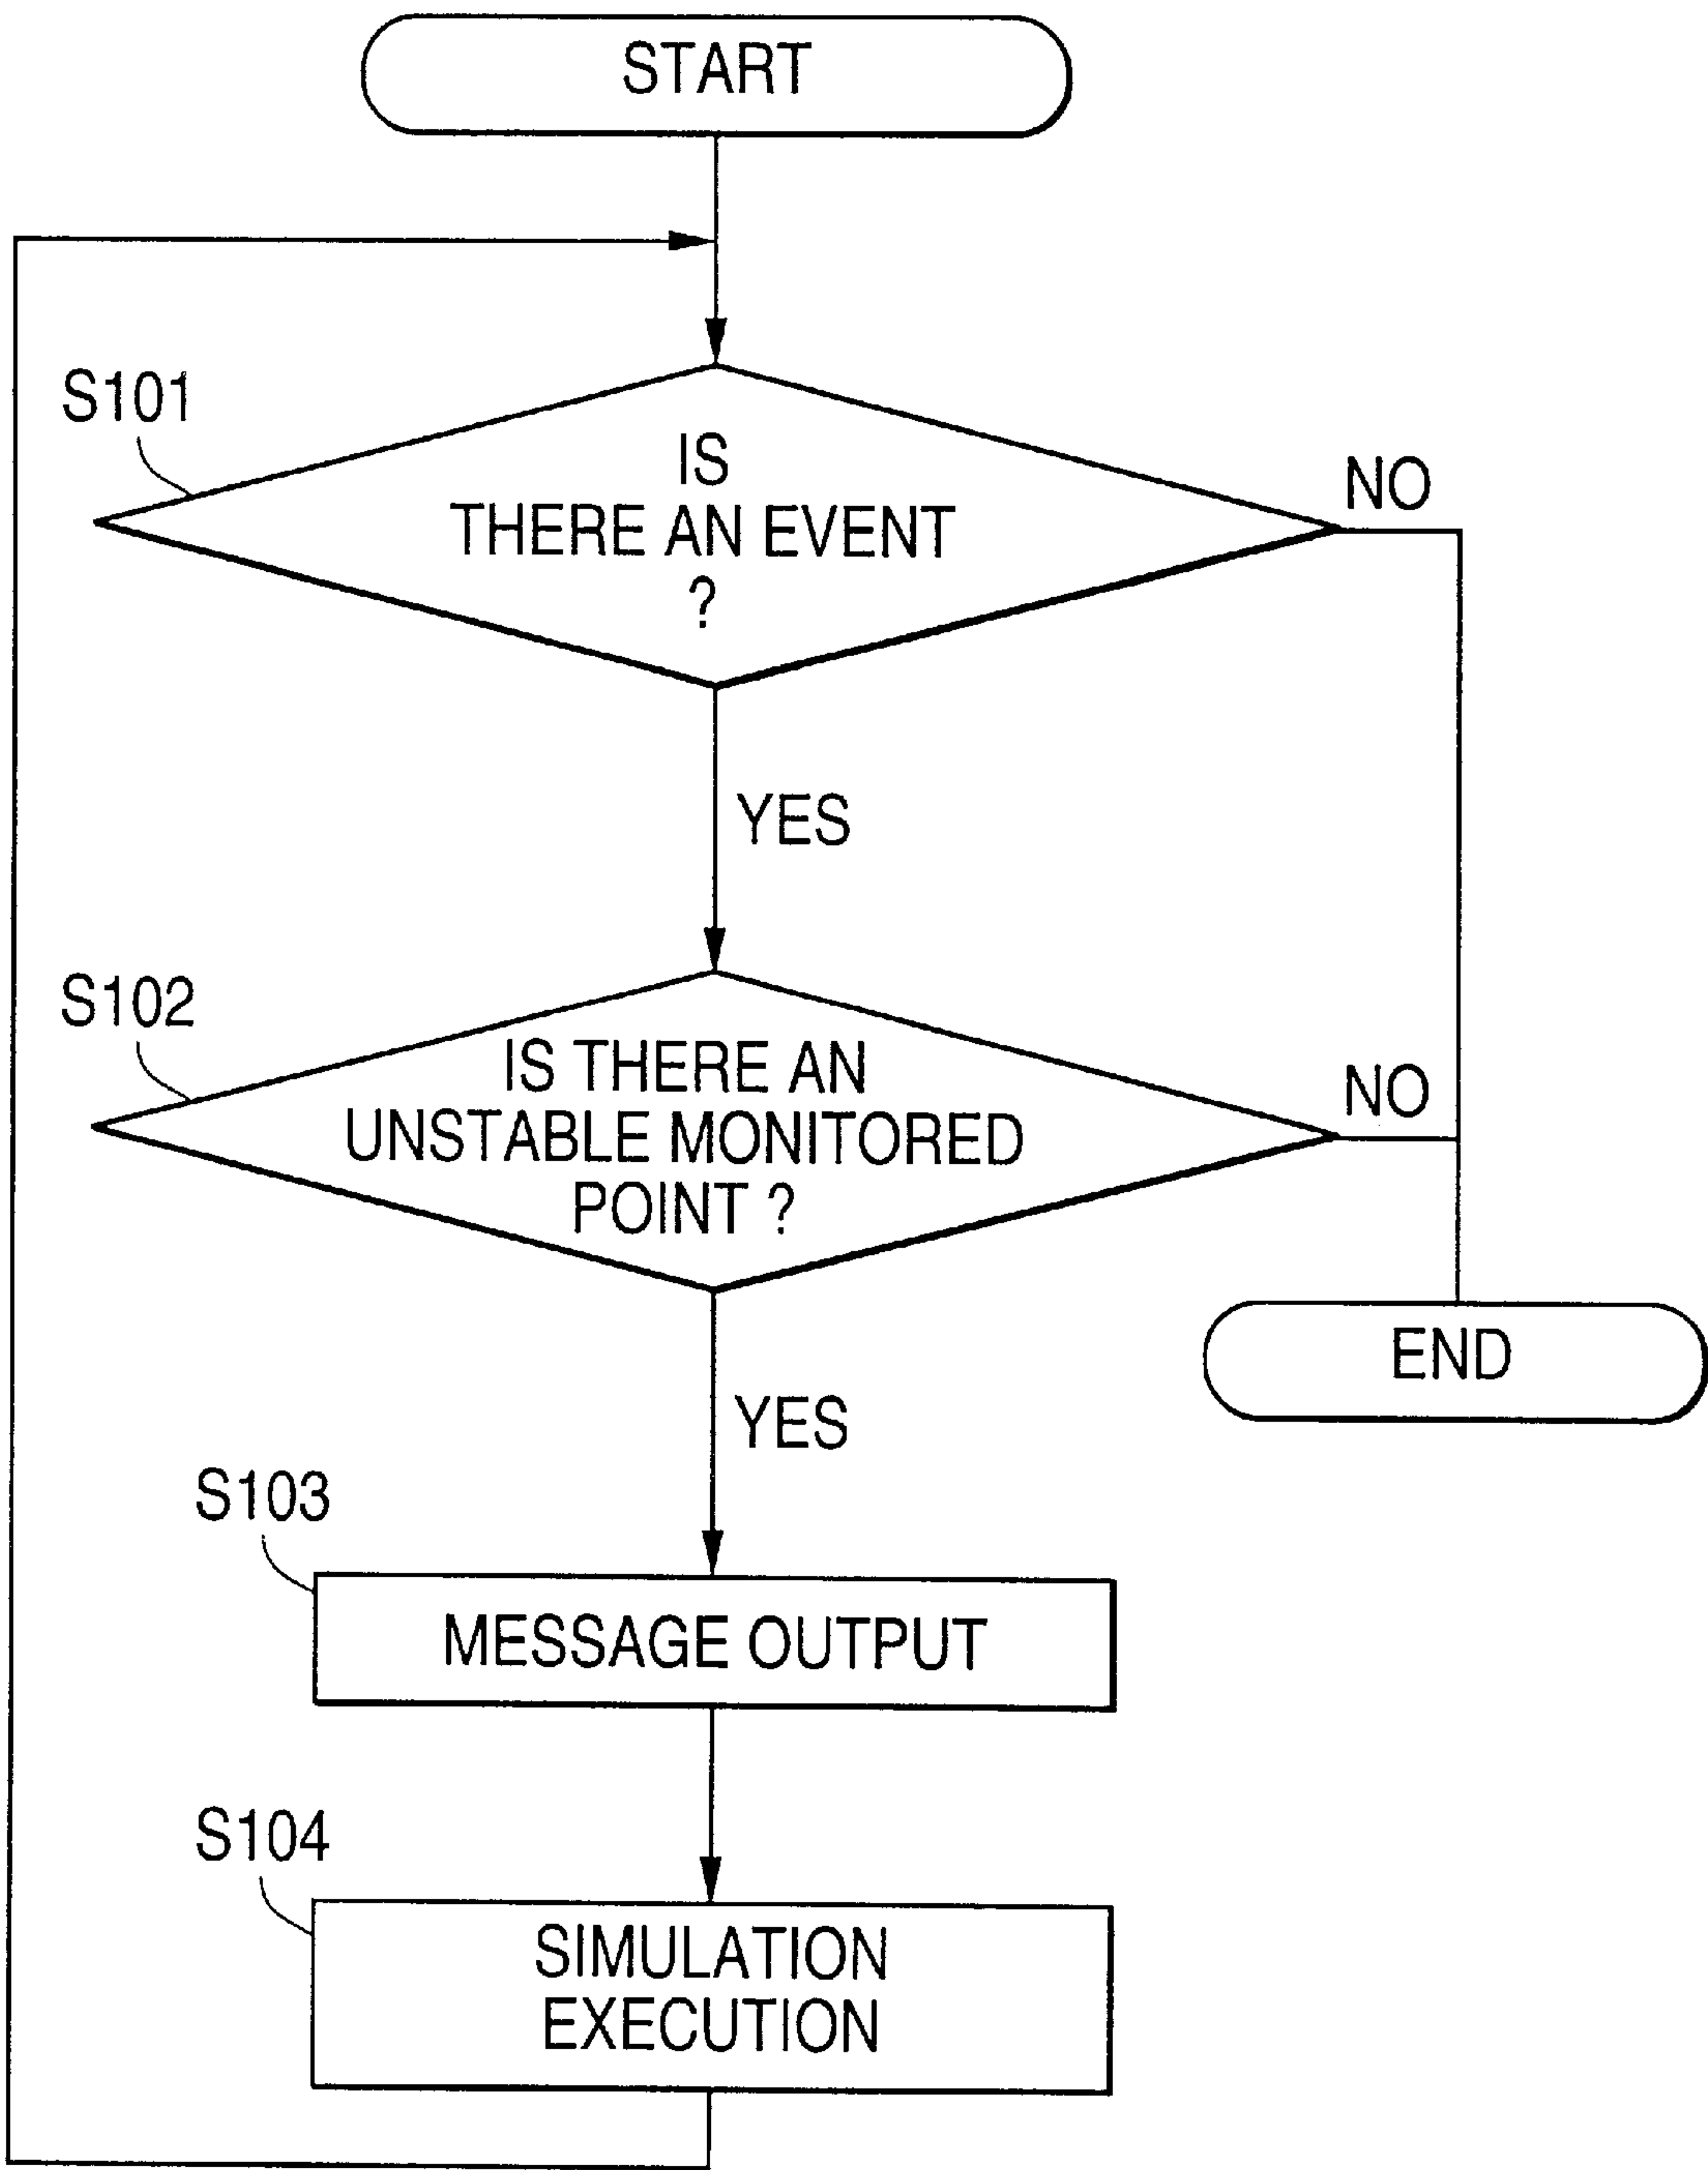 START
S101
IS
THERE AN EVENT
?
NO
YES
S102
IS THERE AN
UNSTABLE MONITORED
POINT ?
NO
END
YES
S103
MESSAGE OUTPUT
S104
SIMULATION
EXECUTION